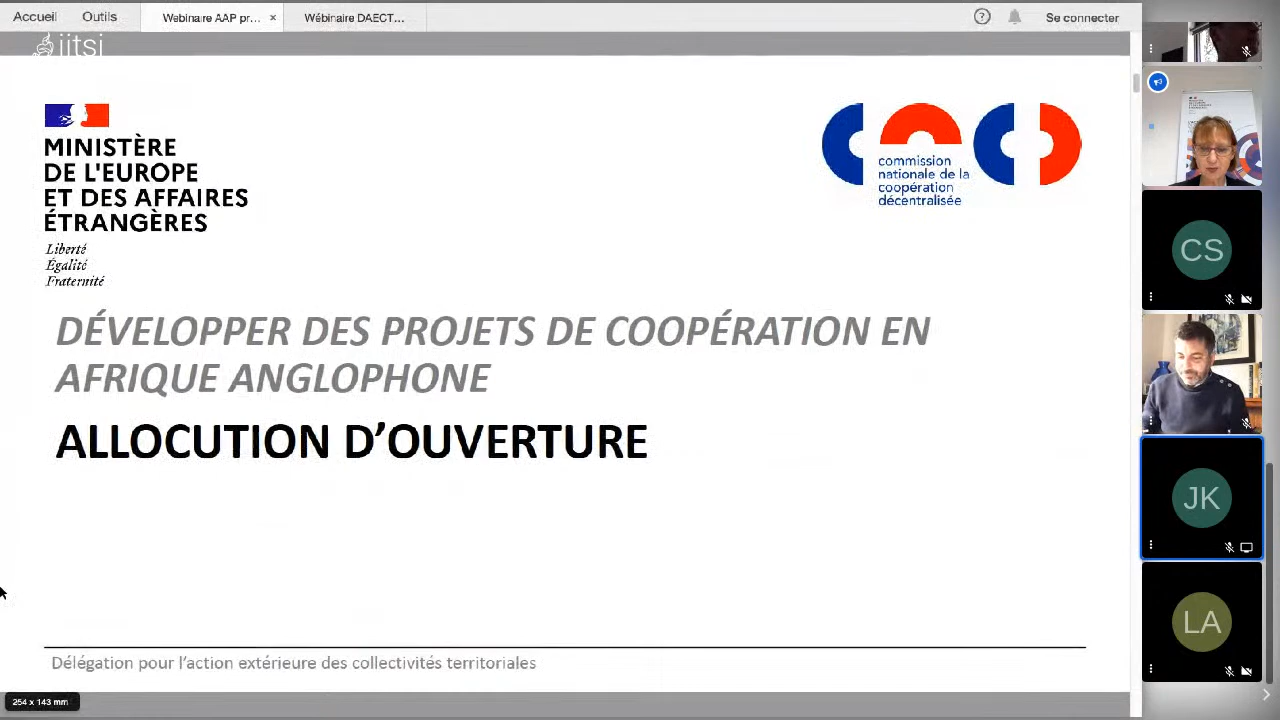 Accueil
Outils
Webinaire AAP pr... ×
Wébinaire DAECT...
Se connecter
jitsi
MINISTÈRE
DE L'EUROPE
ET DES AFFAIRES
ÉTRANGÈRES
Liberté
Égalité
Fraternité
commission
nationale de la
coopération
décentralisée
DÉVELOPPER DES PROJETS DE COOPÉRATION EN
AFRIQUE ANGLOPHONE
ALLOCUTION D’OUVERTURE
Délégation pour l’action extérieure des collectivités territoriales
254 x 143 mm
CS
JK
LA